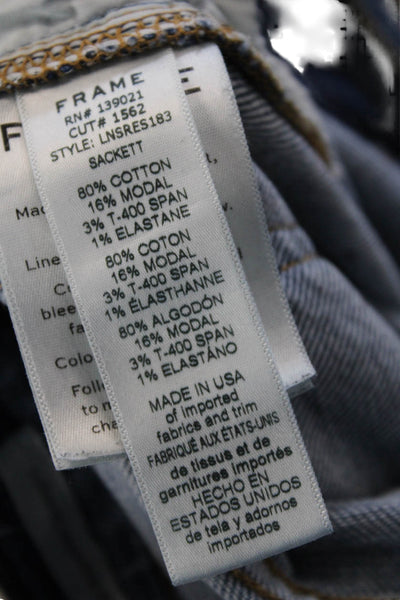 FRAME
RN# 139021
CUT# 1562
STYLE: LNSRES183
SACKETT
80% COTTON
16% MODAL
3% T-400 SPAN
1% ELASTANE
80% COTON
16% MODAL
3% T-400 SPAN
1% ÉLASTHANNE
80% ALGODÓN
16% MODAL
3% T-400 SPAN
1% ELASTÁNO
MADE IN USA
of imported
fabrics and trim
FABRIQUÉ AUX ÉTATS-UNIS
de tissus et de
garnitures importés
HECHO EN
ESTADOS UNIDOS
de tela y adornos
importados
F E
Follow
to m